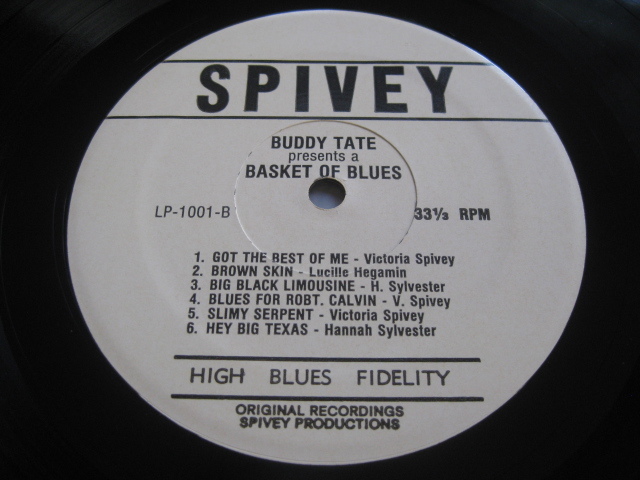 SPIVEY
BUDDY TATE
presents a
BASKET OF BLUES
LP-1001-B 33⅓ RPM
1. GOT THE BEST OF ME - Victoria Spivey
2. BROWN SKIN - Lucille Hegamin
3. BIG BLACK LIMOUSINE - H. Sylvester
4. BLUES FOR ROBT. CALVIN - V. Spivey
5. SLIMY SERPENT - Victoria Spivey
6. HEY BIG TEXAS - Hannah Sylvester
HIGH BLUES FIDELITY
ORIGINAL RECORDINGS
SPIVEY PRODUCTIONS